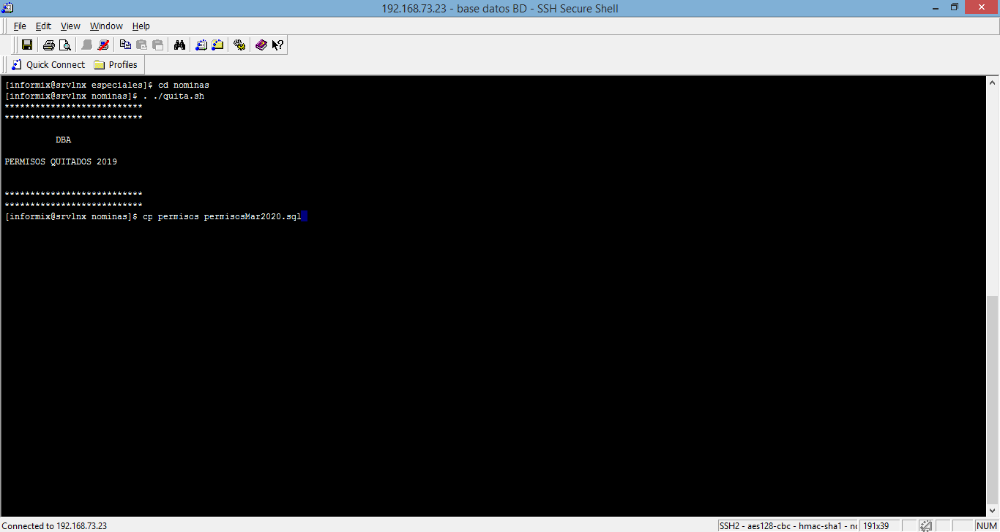 192.168.73.23 - base datos BD - SSH Secure Shell
File Edit View Window Help
Quick Connect Profiles
[informix@srvlnx especiales]$ cd nominas
[informix@srvlnx nominas]$ . ./quita.sh
***************************
***************************
DBA
PERMISOS QUITADOS 2019
***************************
***************************
[informix@srvlnx nominas]$ cp permisos permisosMar2020.sql
Connected to 192.168.73.23
SSH2 - aes128-cbc - hmac-sha1 - nc 191x39 NUM